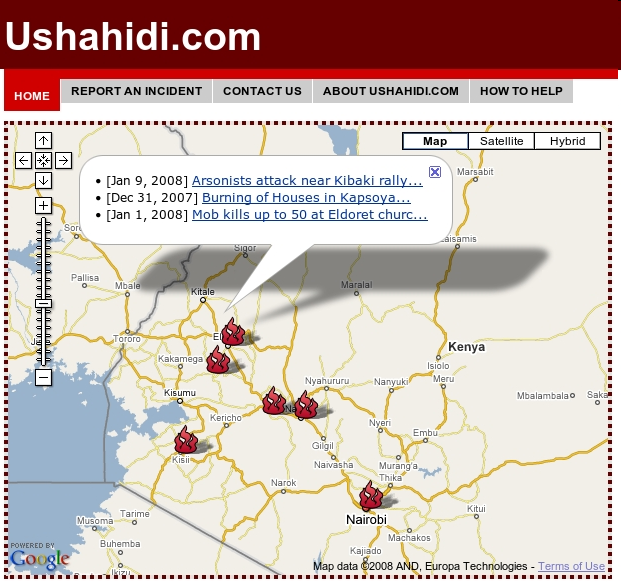 Ushahidi.com
HOME
REPORT AN INCIDENT
CONTACT US
ABOUT USHAHIDI.COM
HOW TO HELP
Map
Satellite
Hybrid
• [Jan 9, 2008] Arsonists attack near Kibaki rally...
• [Dec 31, 2007] Burning of Houses in Kapsoya...
• [Jan 1, 2008] Mob kills up to 50 at Eldoret churc...
Marsabit
Sigor
Pallisa
Mbale
Kitale
Maralal
Tororo
Kakamega
Kenya
Isiolo
Meru
Nyahururu
Nanyuki
Kisumu
Mbalambala
Saka
Kericho
Nyeri
Embu
Gilgil
Kisii
Naivasha
Murang'a
Thika
Narok
Nairobi
Kitui
Tarime
Musoma
Machakos
Buhemba
Kajiado
Ikizu
POWERED BY
Google
Map data ©2008 AND, Europa Technologies - Terms of Use